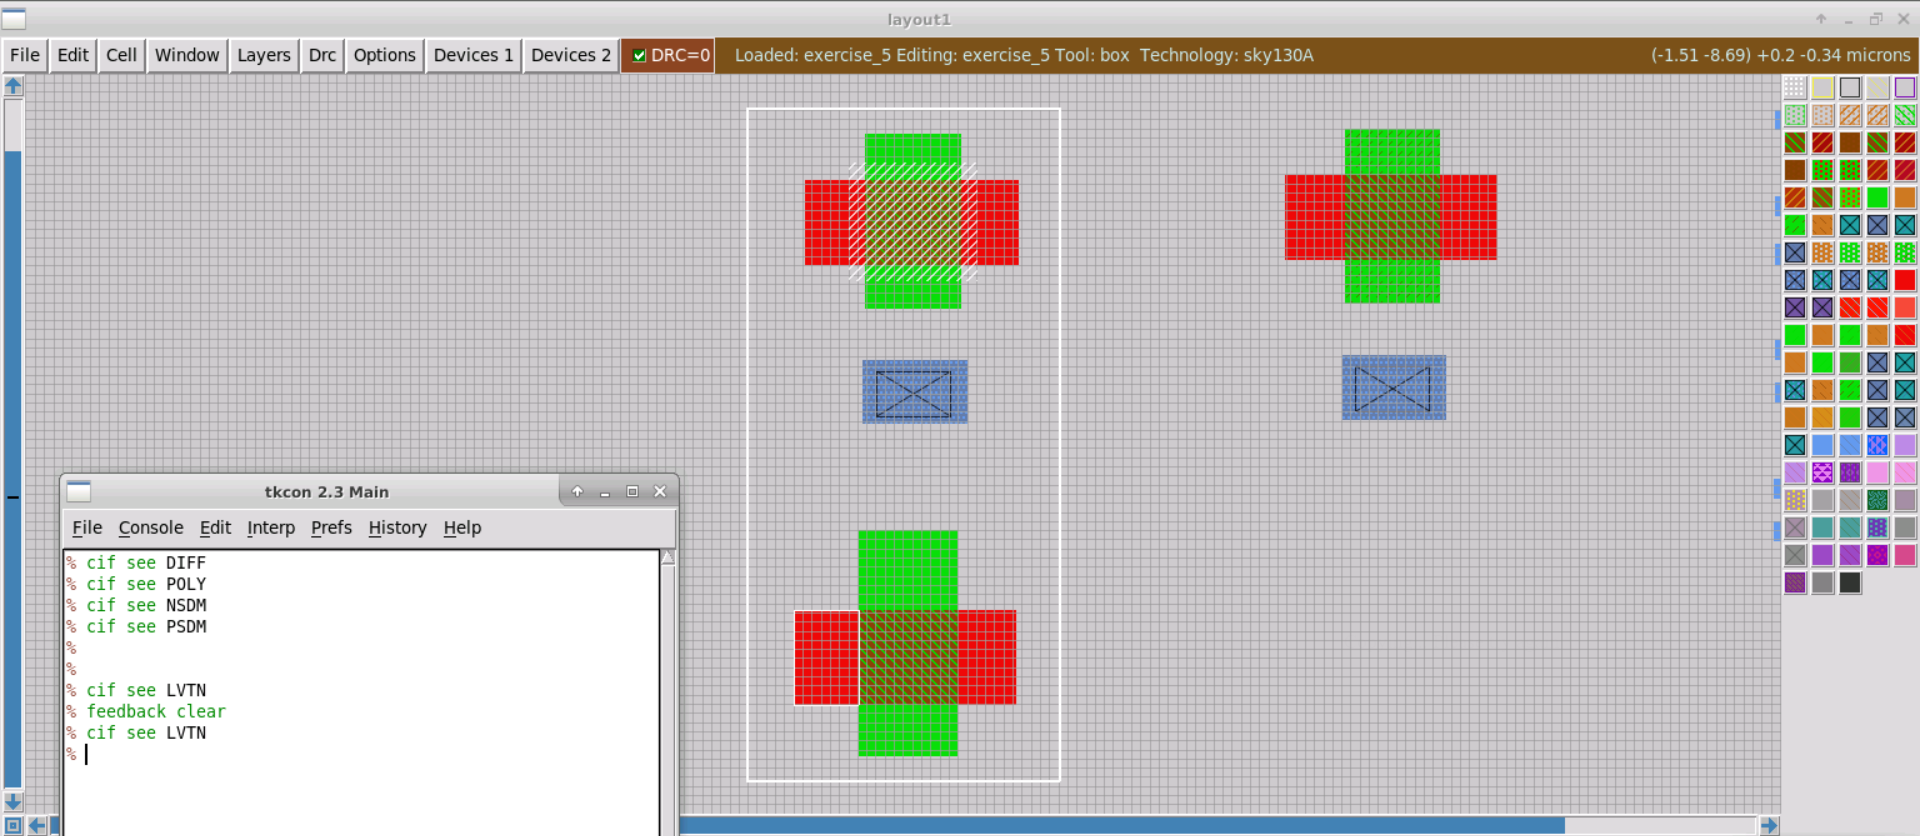 layout1
File Edit Cell Window Layers Drc Options Devices 1 Devices 2 DRC=0 Loaded: exercise_5 Editing: exercise_5 Tool: box Technology: sky130A (-1.51 -8.69) +0.2 -0.34 microns
tkcon 2.3 Main
File Console Edit Interp Prefs History Help
% cif see DIFF
% cif see POLY
% cif see NSDM
% cif see PSDM
%
%
% cif see LVTN
% feedback clear
% cif see LVTN
%